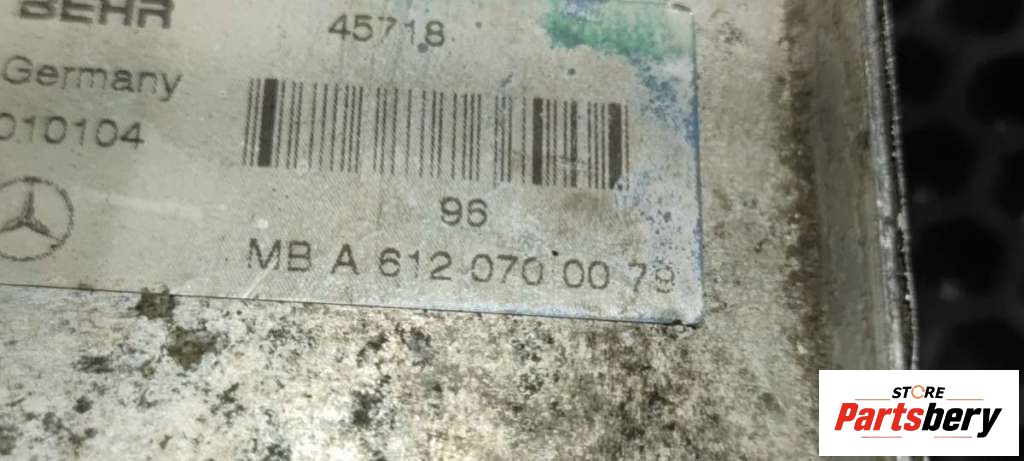 BEHR 45718
Germany
010104
96
MB A 612 070 00 79
STORE
Partsbery